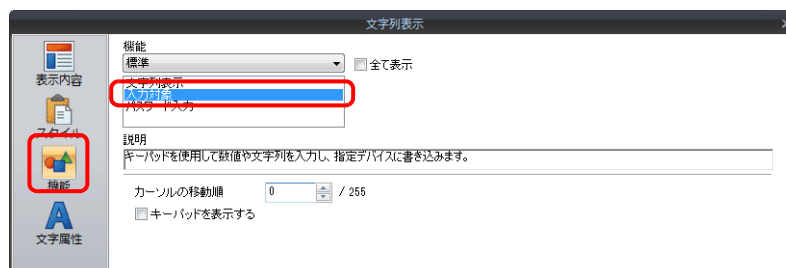 文字列表示
表示内容
スタイル
機能
文字属性
機能
標準
全て表示
文字列表示
入力対象
パスワード入力
説明
キーパッドを使用して数値や文字列を入力し、指定デバイスに書き込みます。
カーソルの移動順 0 / 255
キーパッドを表示する